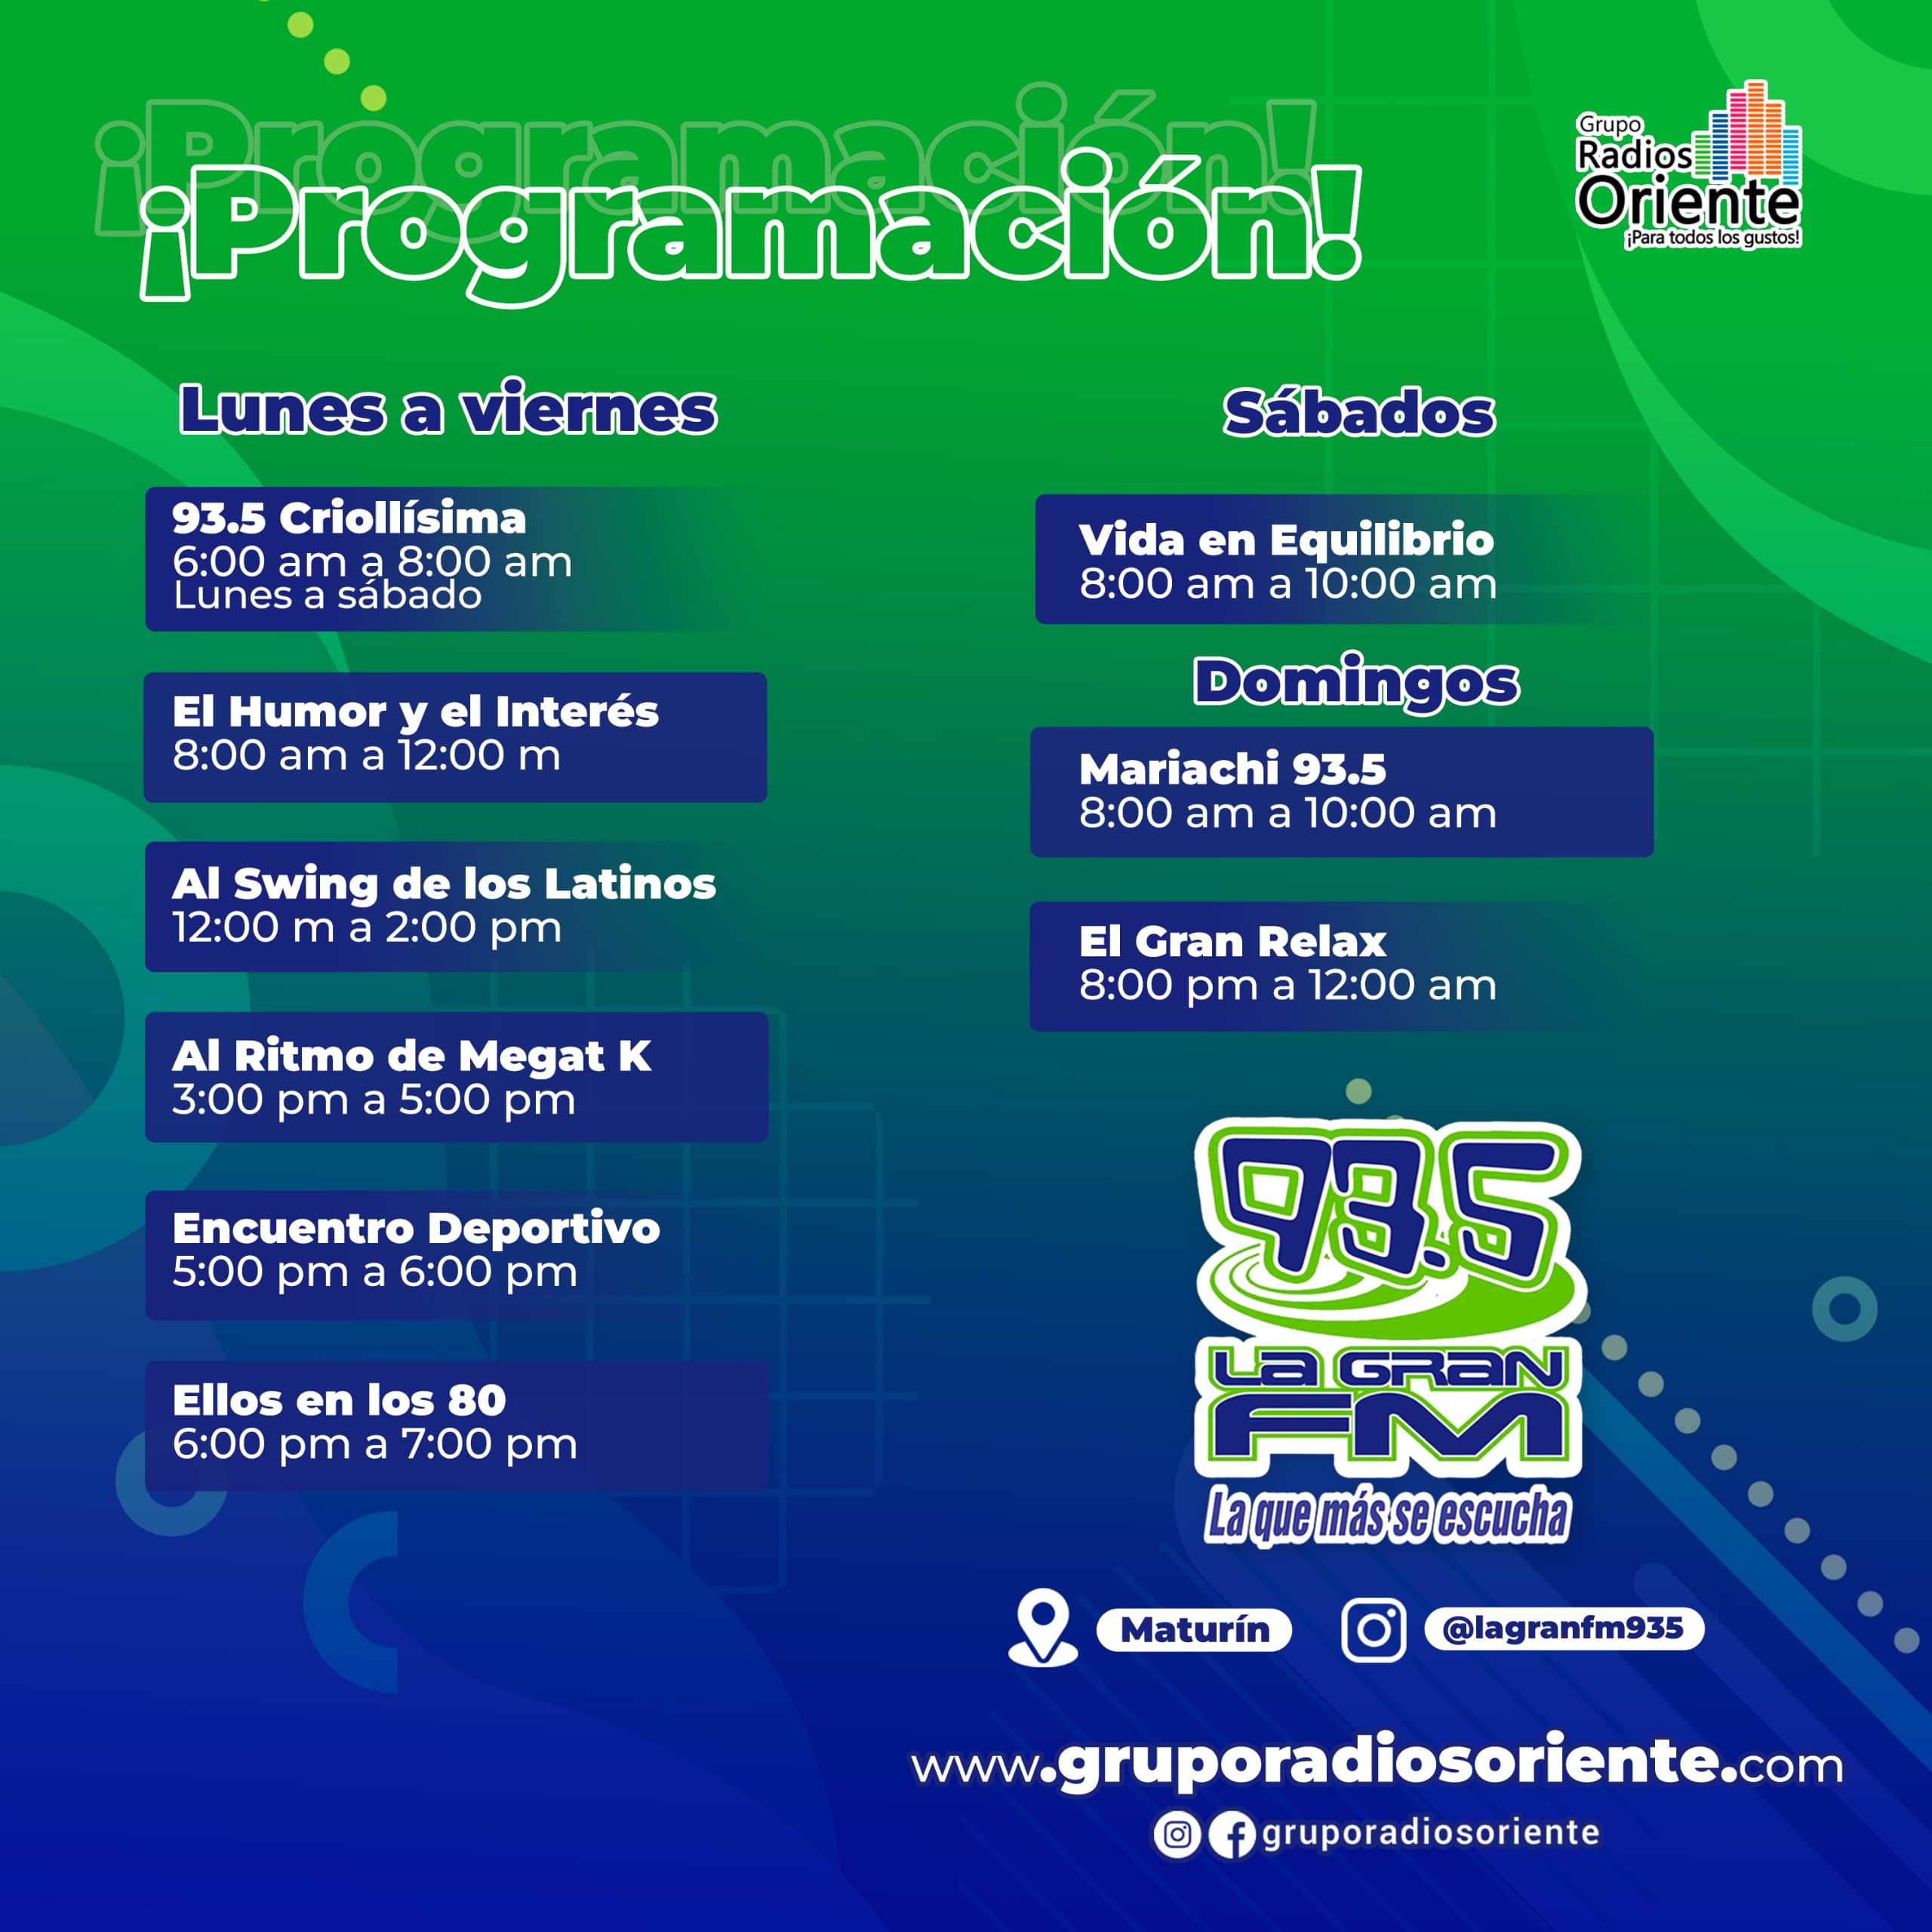 ¡Programación!
¡Programación!
Grupo
Radios
Oriente
¡Para todos los gustos!
Lunes a viernes
93.5 Criollísima
6:00 am a 8:00 am
Lunes a sábado
El Humor y el Interés
8:00 am a 12:00 m
Al Swing de los Latinos
12:00 m a 2:00 pm
Al Ritmo de Megat K
3:00 pm a 5:00 pm
Encuentro Deportivo
5:00 pm a 6:00 pm
Ellos en los 80
6:00 pm a 7:00 pm
Sábados
Vida en Equilibrio
8:00 am a 10:00 am
Domingos
Mariachi 93.5
8:00 am a 10:00 am
El Gran Relax
8:00 pm a 12:00 am
93.5
La GRaN
FM
La que más se escucha
Maturín
@lagranfm935
www.gruporadiosoriente.com
gruporadiosoriente